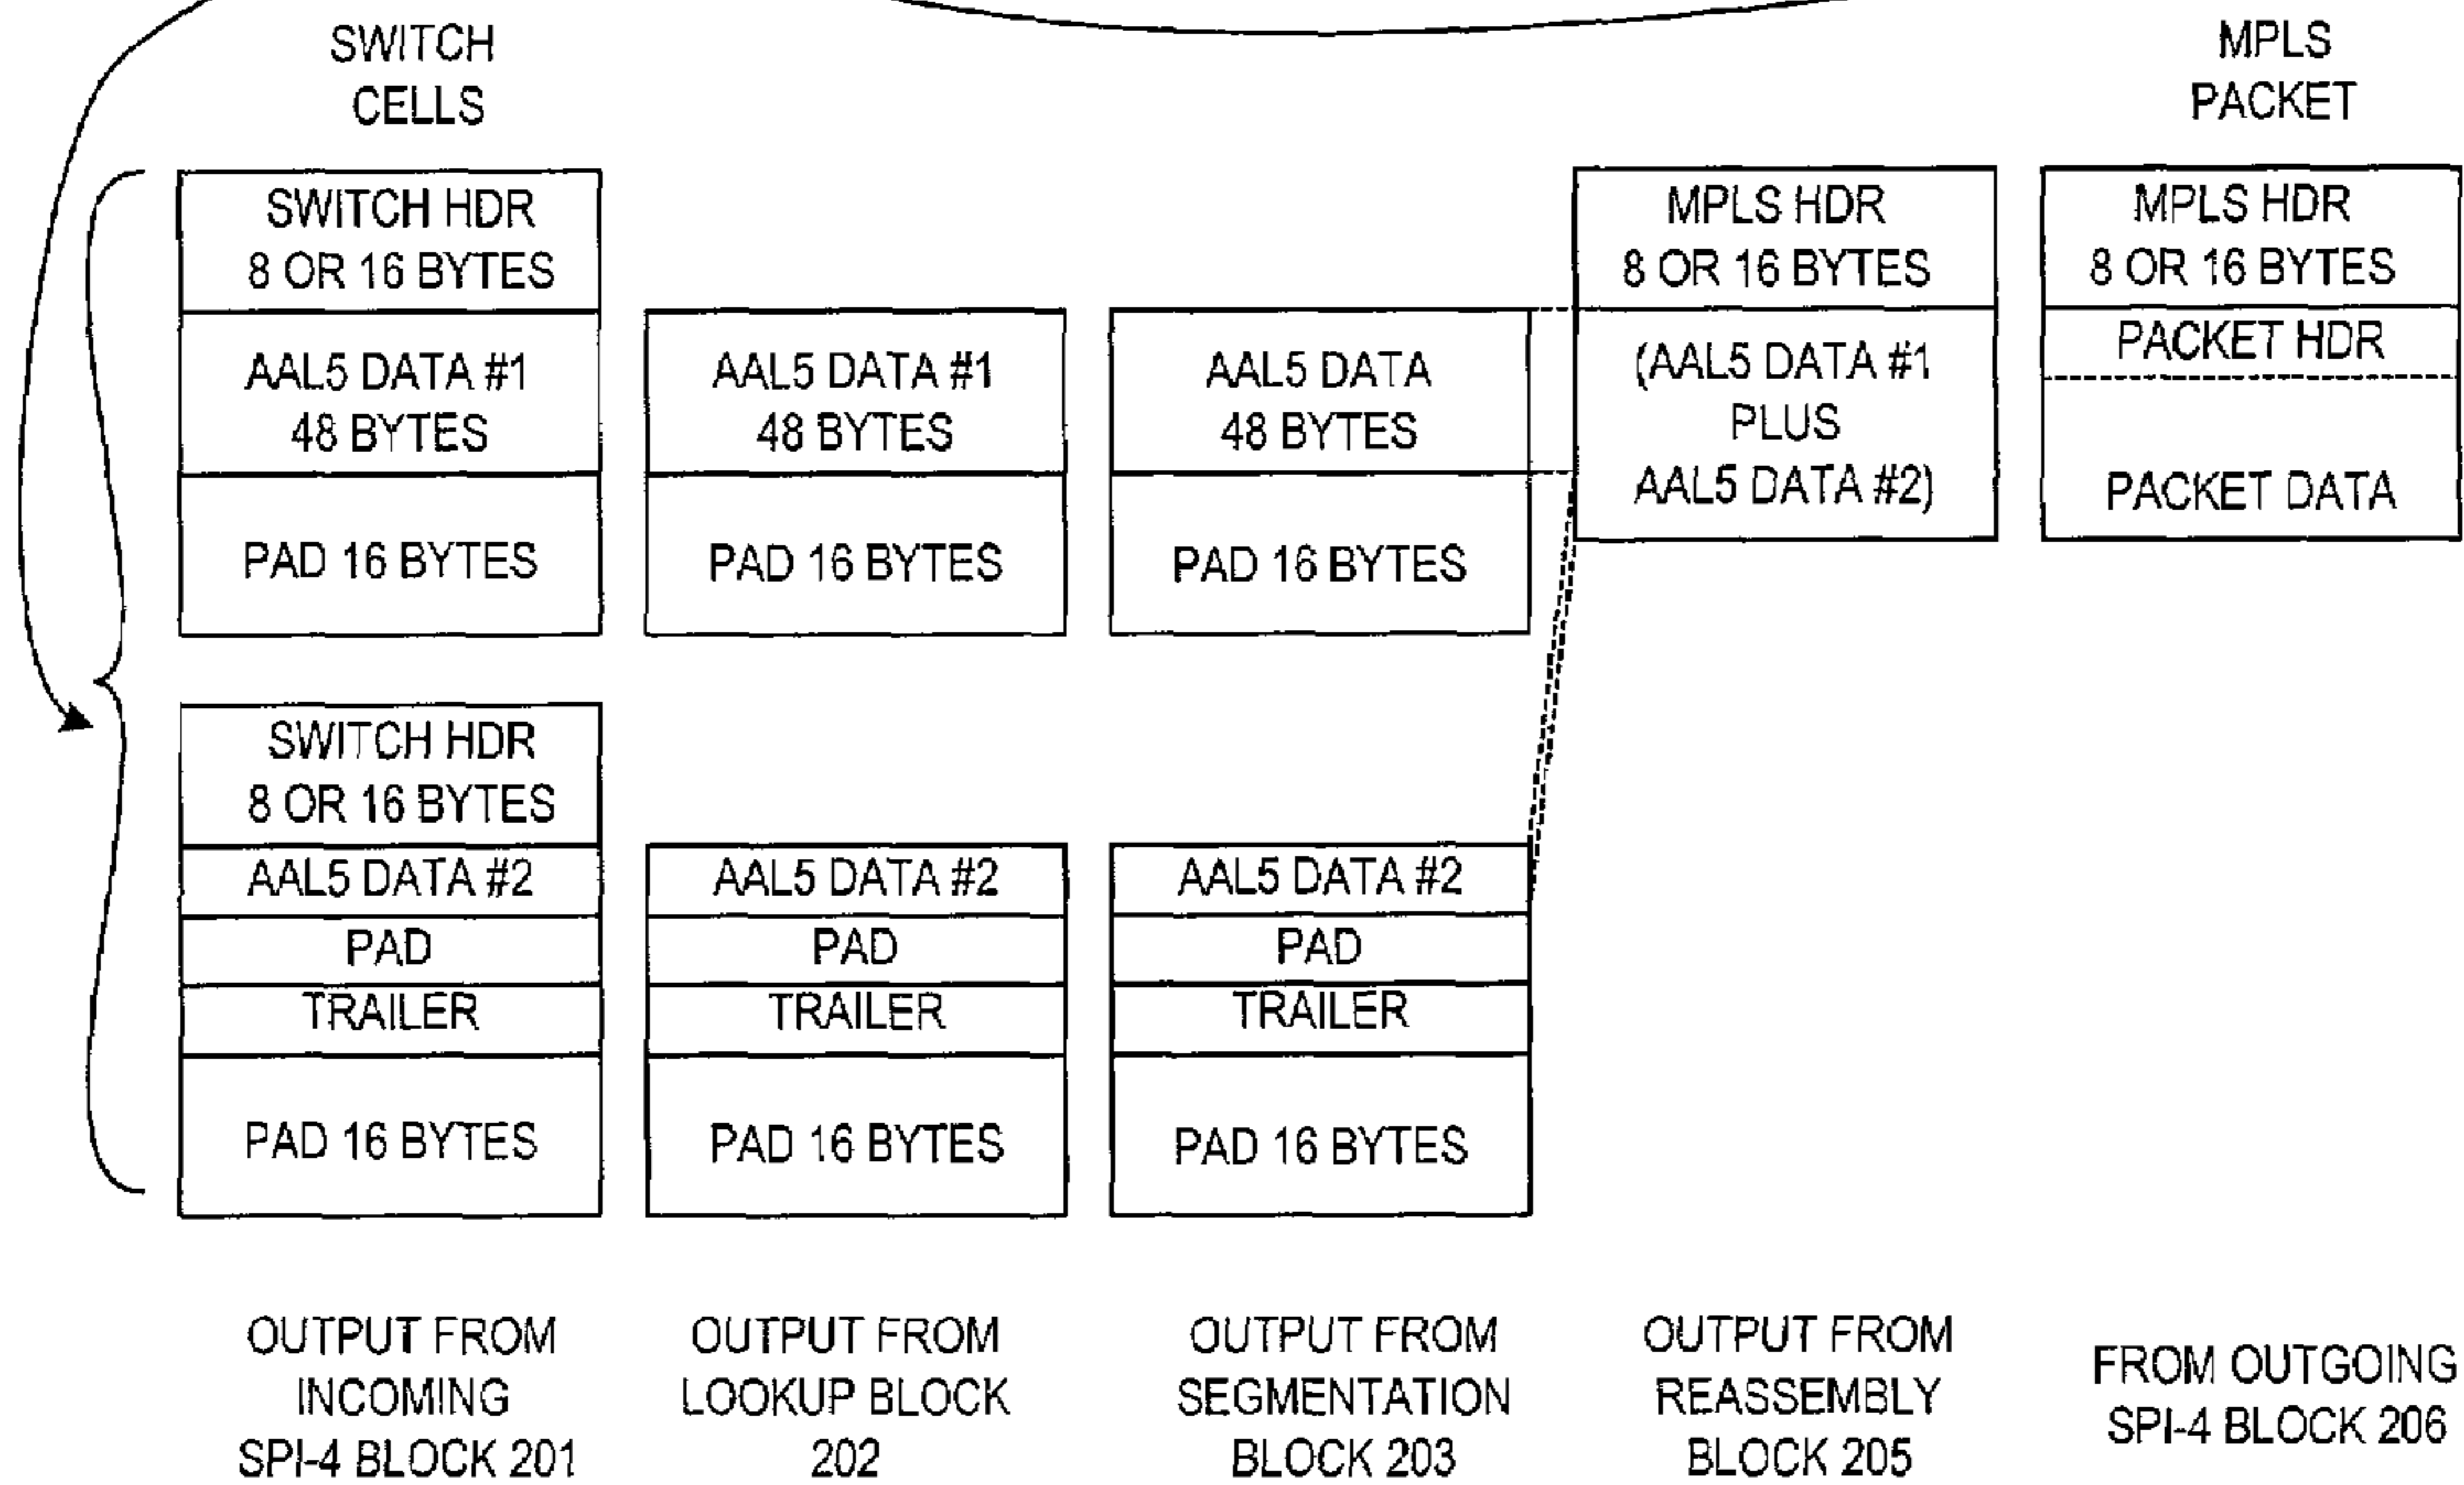 SWITCH
CELLS
MPLS
PACKET
SWITCH HDR
8 OR 16 BYTES
AAL5 DATA #1
48 BYTES
PAD 16 BYTES
AAL5 DATA #1
48 BYTES
PAD 16 BYTES
AAL5 DATA
48 BYTES
PAD 16 BYTES
MPLS HDR
8 OR 16 BYTES
(AAL5 DATA #1
PLUS
AAL5 DATA #2)
MPLS HDR
8 OR 16 BYTES
PACKET HDR
PACKET DATA
SWITCH HDR
8 OR 16 BYTES
AAL5 DATA #2
PAD
TRAILER
PAD 16 BYTES
AAL5 DATA #2
PAD
TRAILER
PAD 16 BYTES
AAL5 DATA #2
PAD
TRAILER
PAD 16 BYTES
OUTPUT FROM
INCOMING
SPI-4 BLOCK 201
OUTPUT FROM
LOOKUP BLOCK
202
OUTPUT FROM
SEGMENTATION
BLOCK 203
OUTPUT FROM
REASSEMBLY
BLOCK 205
FROM OUTGOING
SPI-4 BLOCK 206